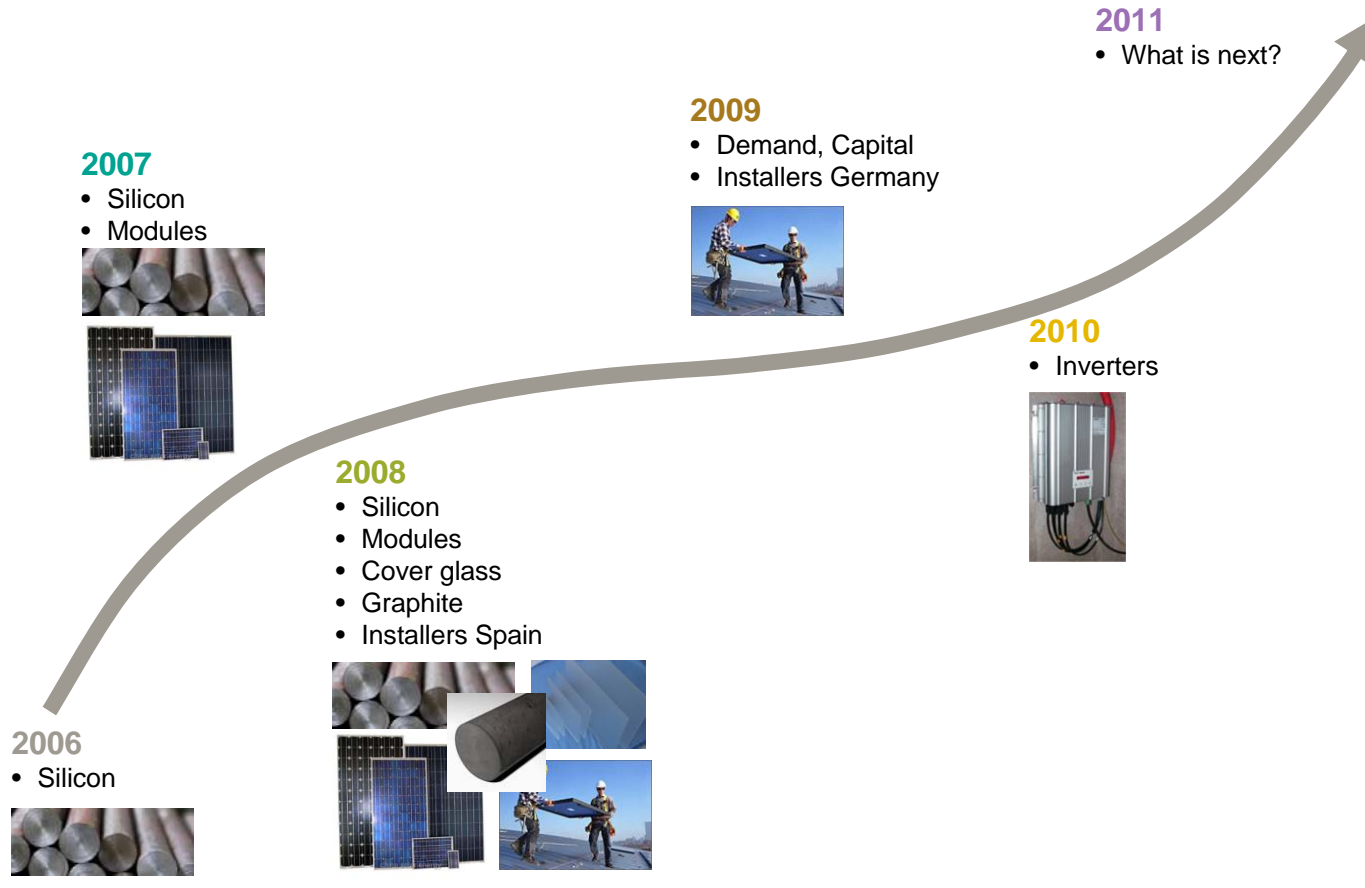 2006
• Silicon
2007
• Silicon
• Modules
2008
• Silicon
• Modules
• Cover glass
• Graphite
• Installers Spain
2009
• Demand, Capital
• Installers Germany
2010
• Inverters
2011
• What is next?